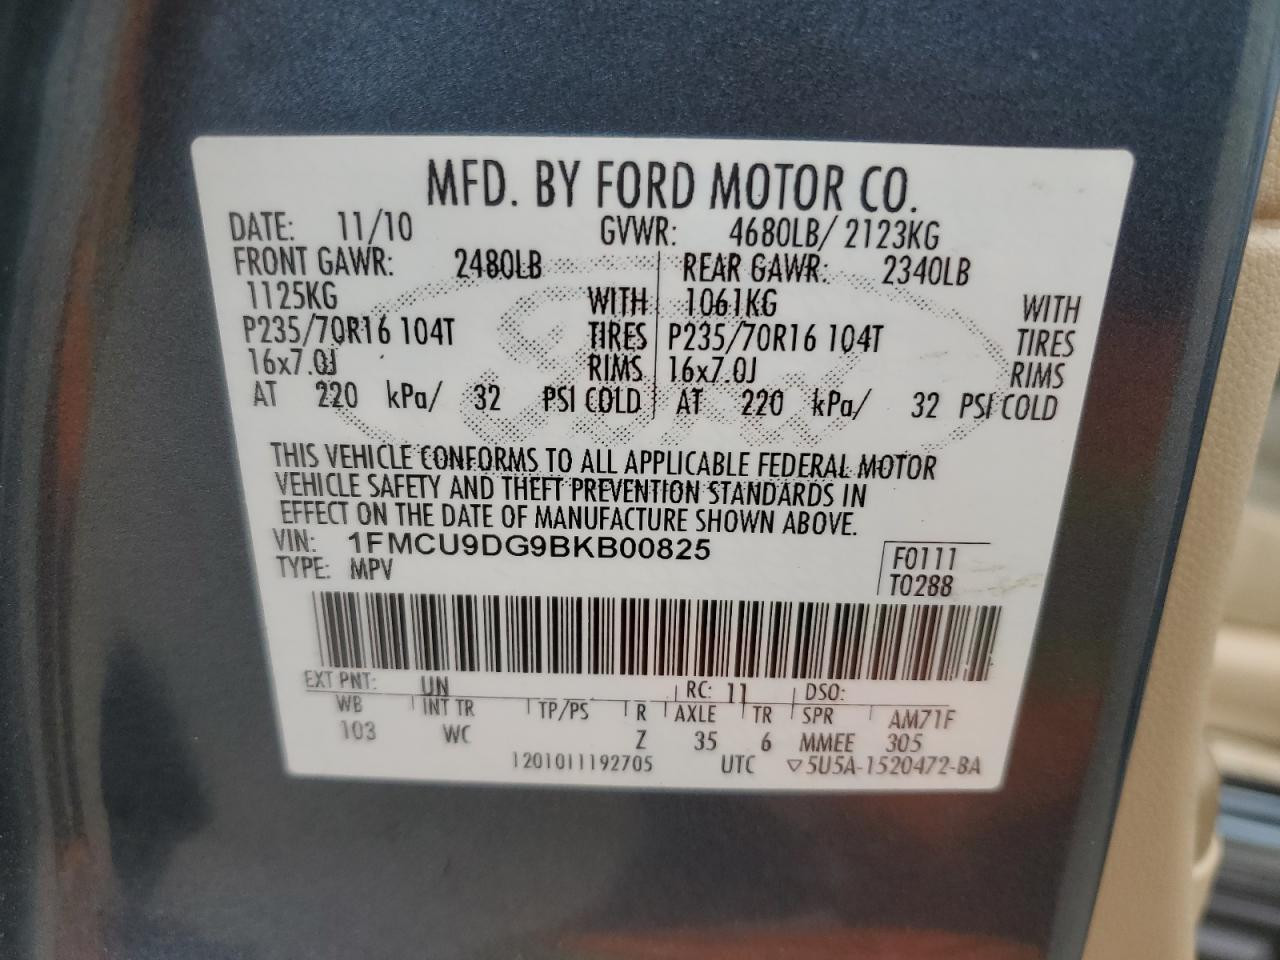 MFD. BY FORD MOTOR CO.
DATE: 11/10 GVWR: 4680LB/ 2123KG
FRONT GAWR: 2480LB REAR GAWR: 2340LB
1125KG WITH 1061KG WITH
P235/70R16 104T TIRES P235/70R16 104T TIRES
16x7.0J RIMS 16x7.0J RIMS
AT 220 kPa/ 32 PSI COLD AT 220 kPa/ 32 PSI COLD
THIS VEHICLE CONFORMS TO ALL APPLICABLE FEDERAL MOTOR
VEHICLE SAFETY AND THEFT PREVENTION STANDARDS IN
EFFECT ON THE DATE OF MANUFACTURE SHOWN ABOVE.
VIN: 1FMCU9DG9BKB00825
TYPE: MPV
F0111
T0288
EXT PNT: UN RC: 11 DSO:
WB INT TR TP/PS R AXLE TR SPR AM71F
103 WC Z 35 6 MMEE 305
1201011192705 UTC ▽5U5A-1520472-BA